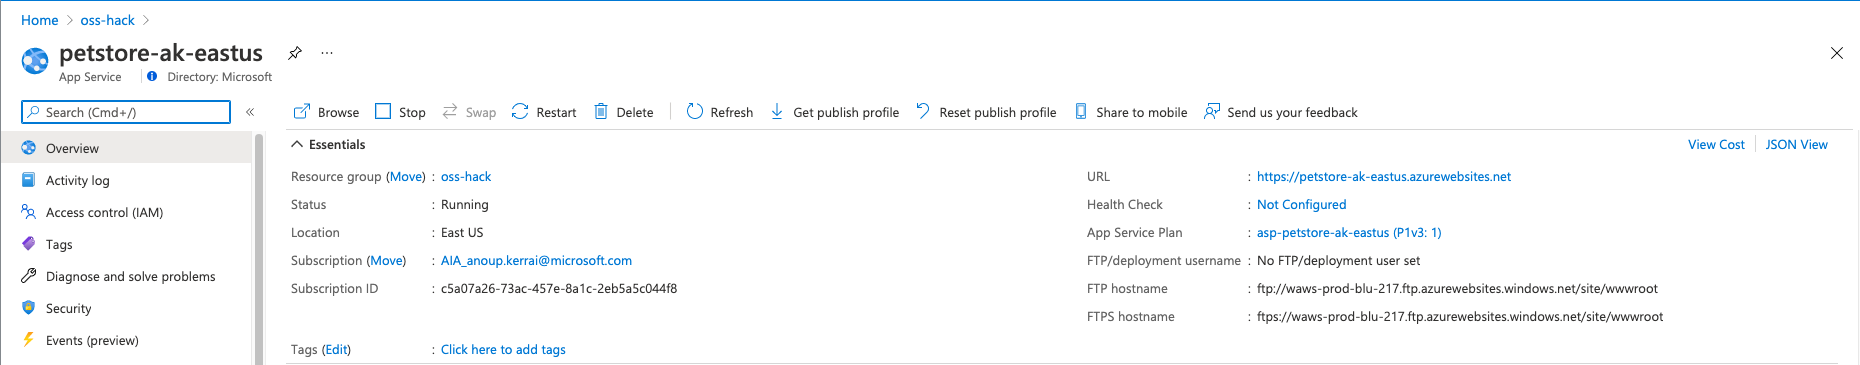 Home > oss-hack >
petstore-ak-eastus
App Service
Directory: Microsoft
Search (Cmd+/)
«
Browse Stop Swap Restart Delete Refresh Get publish profile Reset publish profile Share to mobile Send us your feedback
Overview
Activity log
Access control (IAM)
Tags
Diagnose and solve problems
Security
Events (preview)
Essentials
View Cost
JSON View
Resource group (Move) : oss-hack
Status : Running
Location : East US
Subscription (Move) : AIA_anoup.kerrai@microsoft.com
Subscription ID : c5a07a26-73ac-457e-8a1c-2eb5a5c044f8
Tags (Edit) : Click here to add tags
URL : https://petstore-ak-eastus.azurewebsites.net
Health Check : Not Configured
App Service Plan : asp-petstore-ak-eastus (P1v3: 1)
FTP/deployment username : No FTP/deployment user set
FTP hostname : ftp://waws-prod-blu-217.ftp.azurewebsites.windows.net/site/wwwroot
FTPS hostname : ftps://waws-prod-blu-217.ftp.azurewebsites.windows.net/site/wwwroot